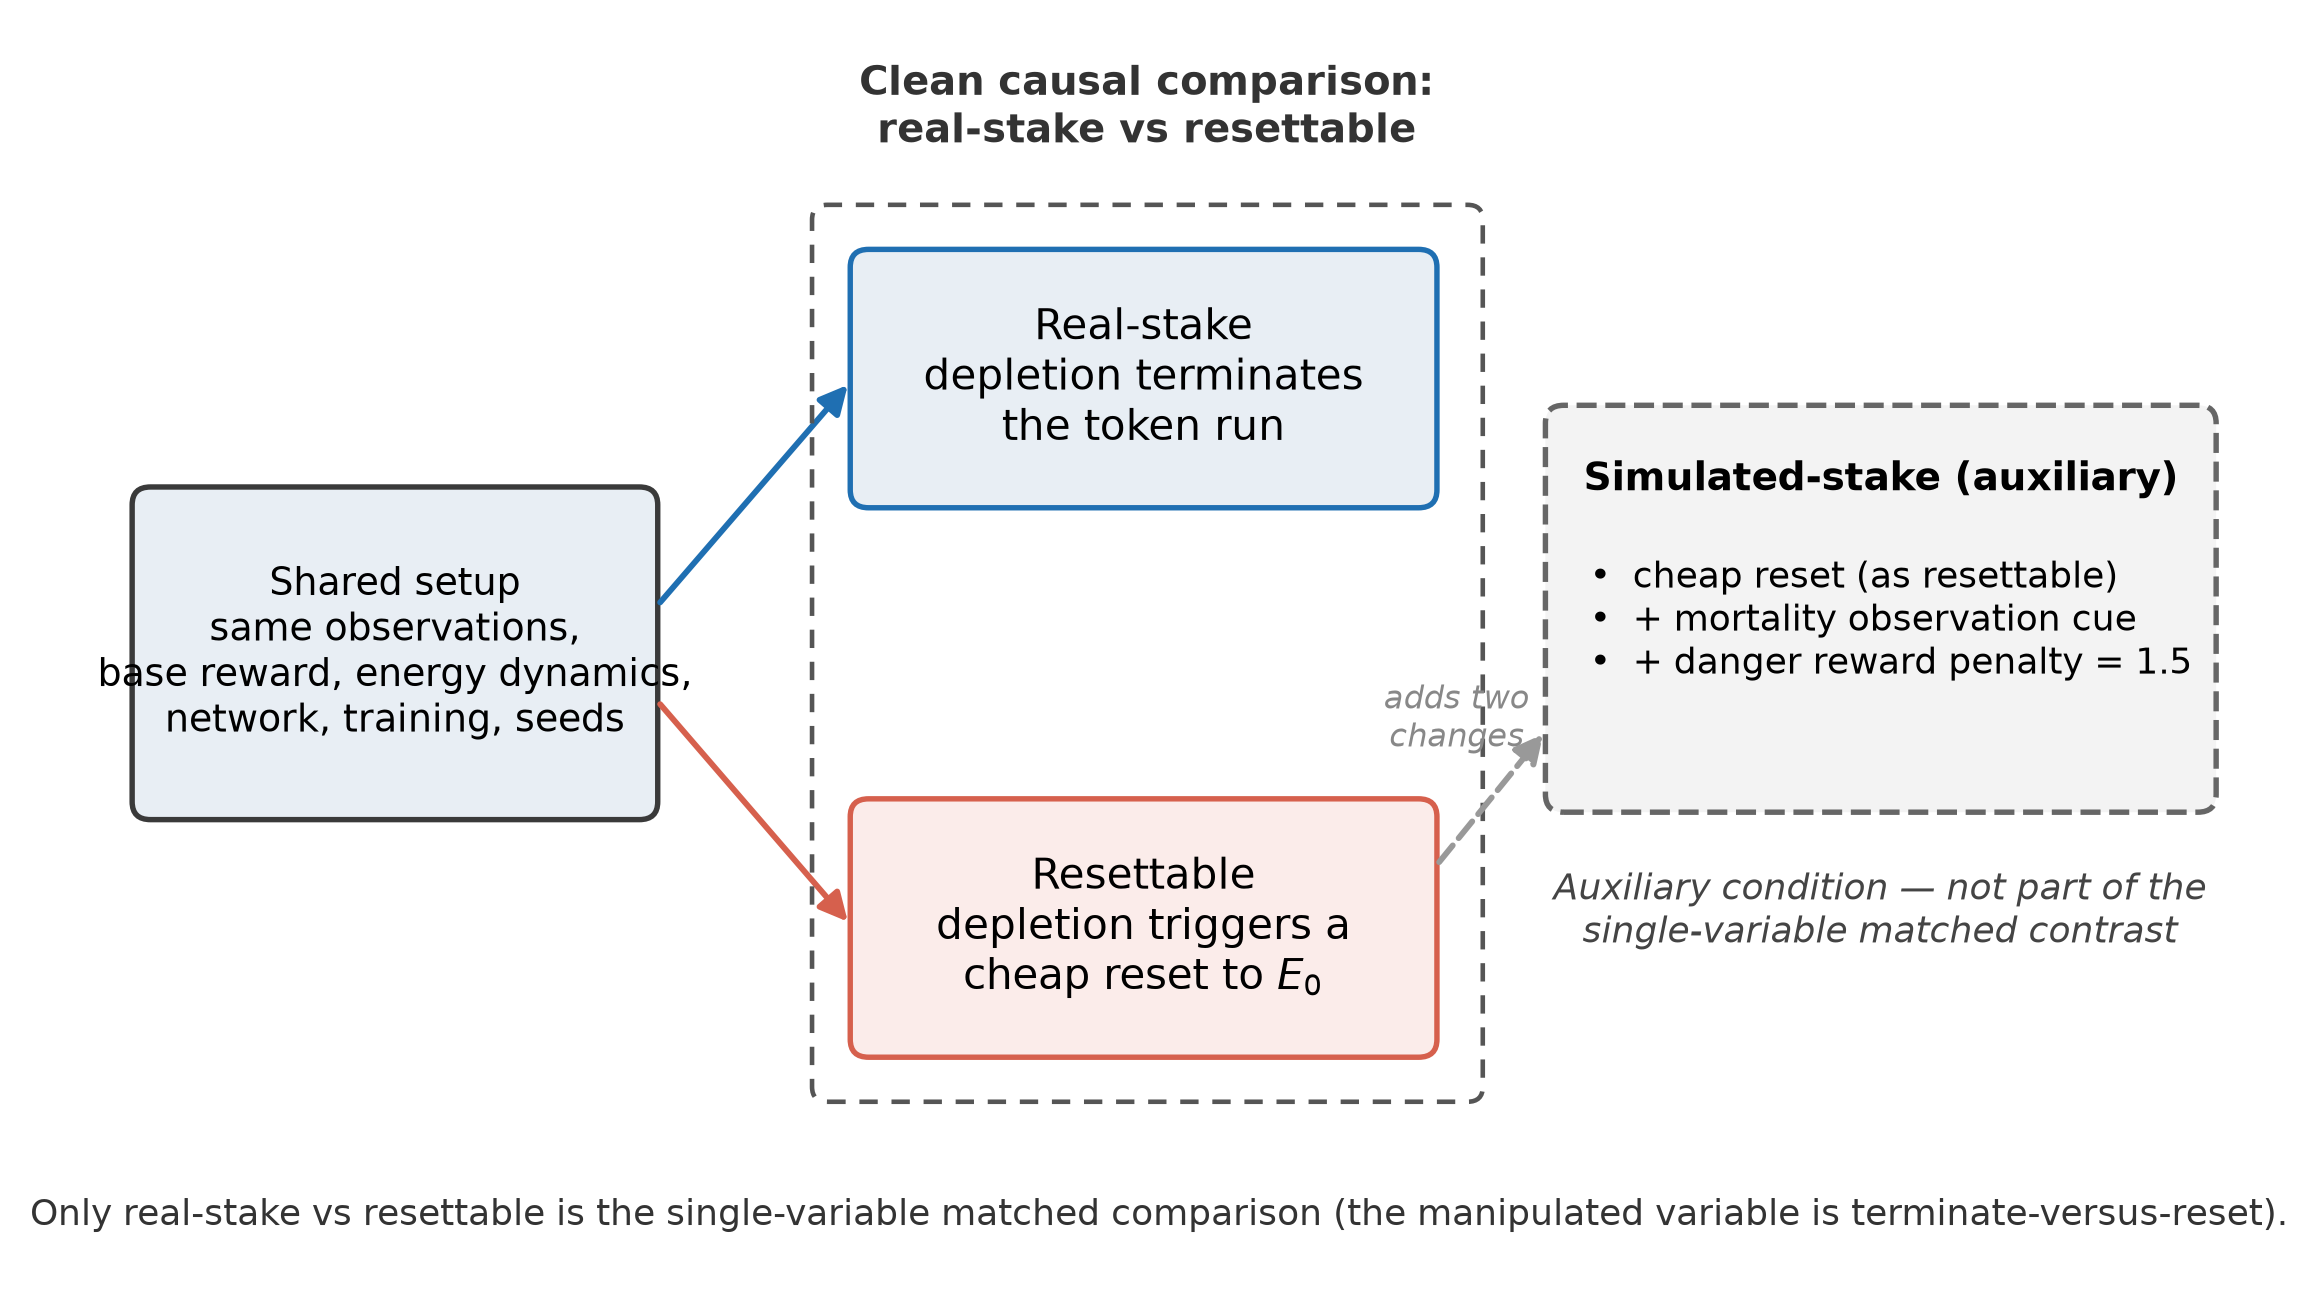 Clean causal comparison:
real-stake vs resettable
Real-stake
depletion terminates
the token run
Shared setup
same observations,
base reward, energy dynamics,
network, training, seeds
Resettable
depletion triggers a
cheap reset to E₀
adds two
changes
Simulated-stake (auxiliary)
• cheap reset (as resettable)
• + mortality observation cue
• + danger reward penalty = 1.5
Auxiliary condition — not part of the
single-variable matched contrast
Only real-stake vs resettable is the single-variable matched comparison (the manipulated variable is terminate-versus-reset).